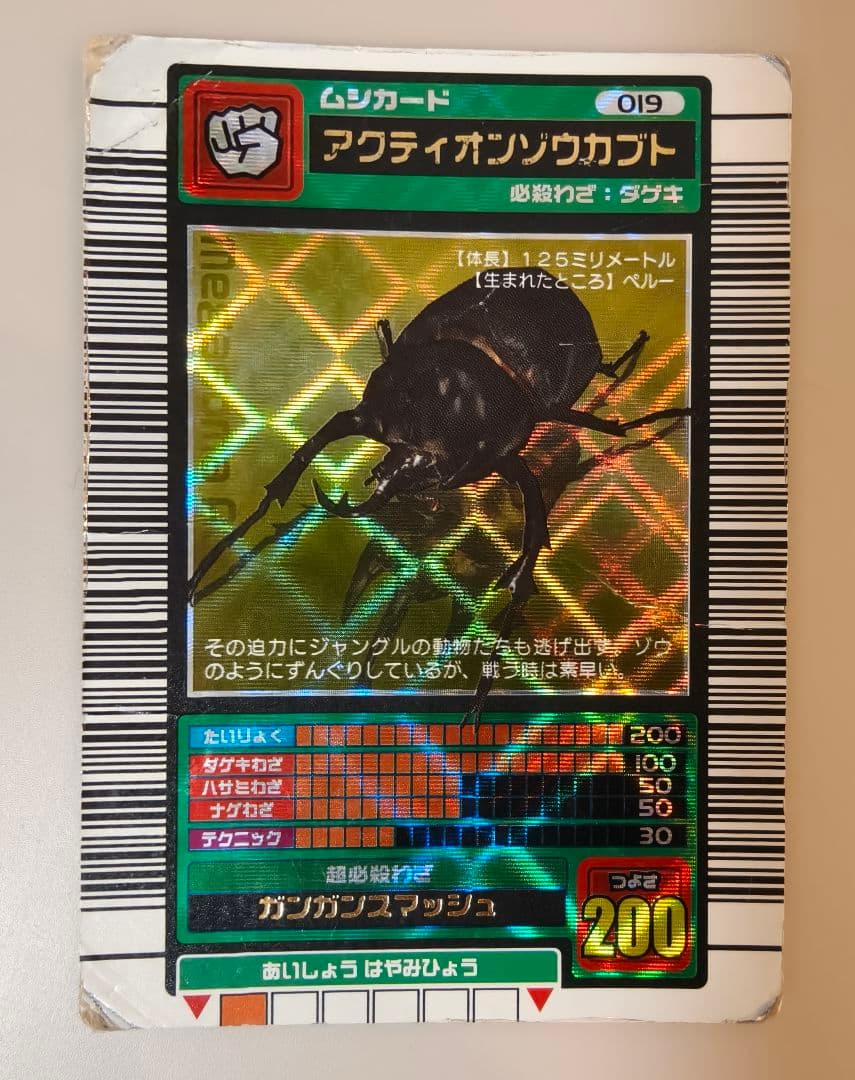 ムシカード
019
アクティオンゾウカブト
必殺わざ：ダゲキ
【体長】１２５ミリメートル
【生まれたところ】ペルー
その迫力にジャングルの動物たちも逃げ出す。ゾウ
のようにずんぐりしているが、戦う時は素早い。
たいりょく 200
ダゲキわざ 100
ハサミわざ 50
ナゲわざ 50
テクニック 30
超必殺わざ
ガンガンスマッシュ
つよさ
200
あいしょう はやみひょう